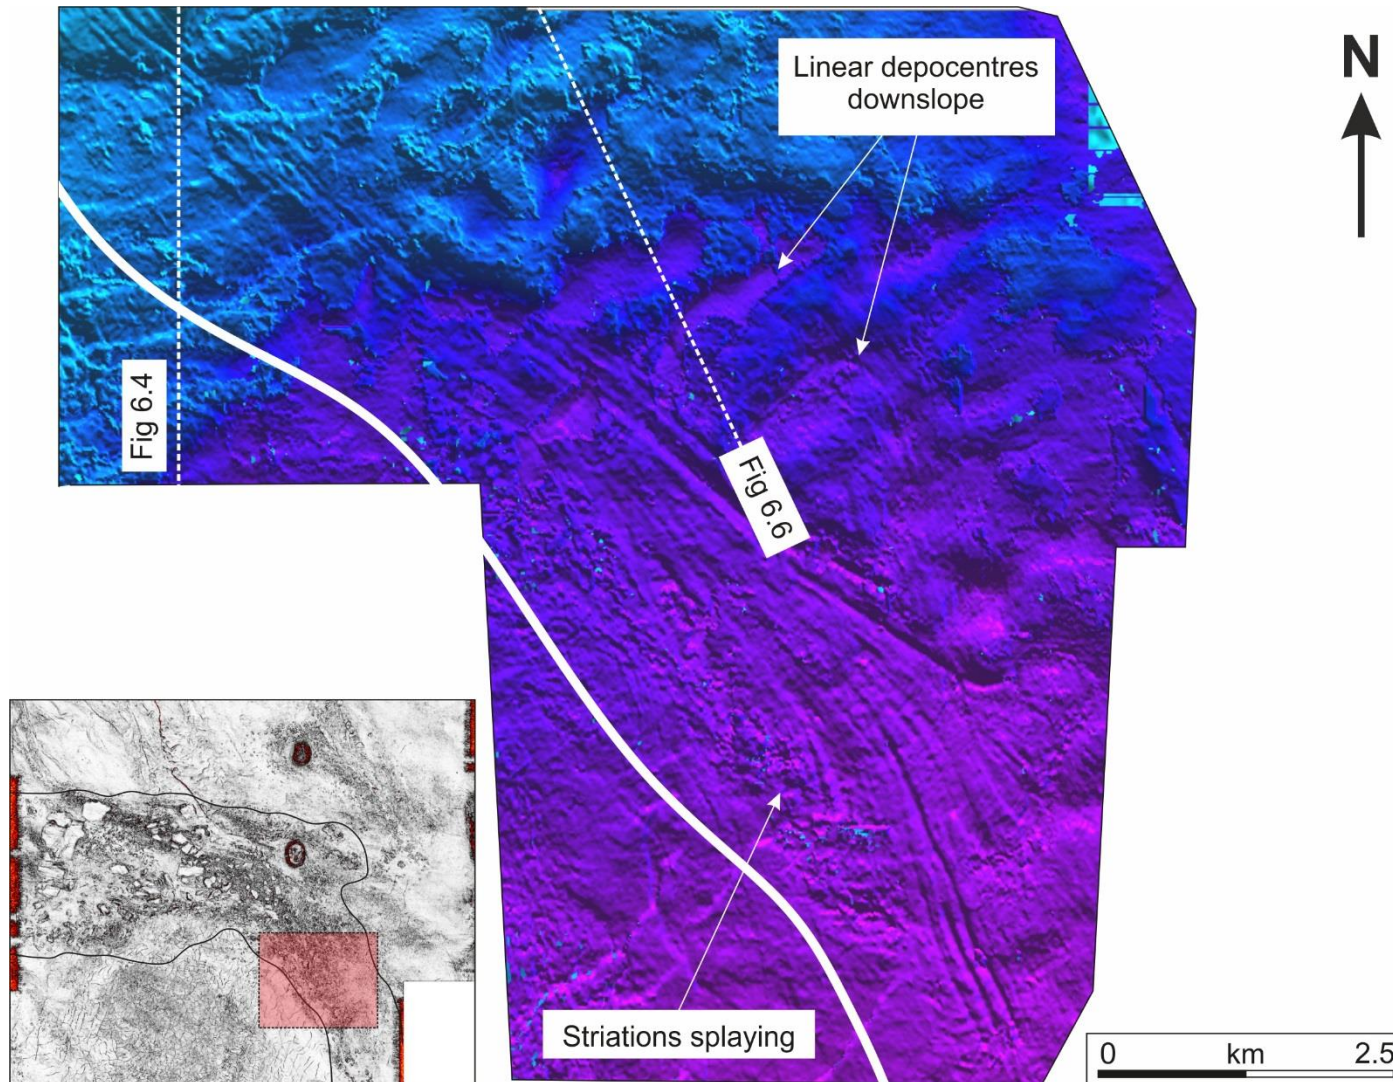 Linear depocentres
downslope
N
Fig 6.4
Fig 6.6
Striations splaying
0 km 2.5